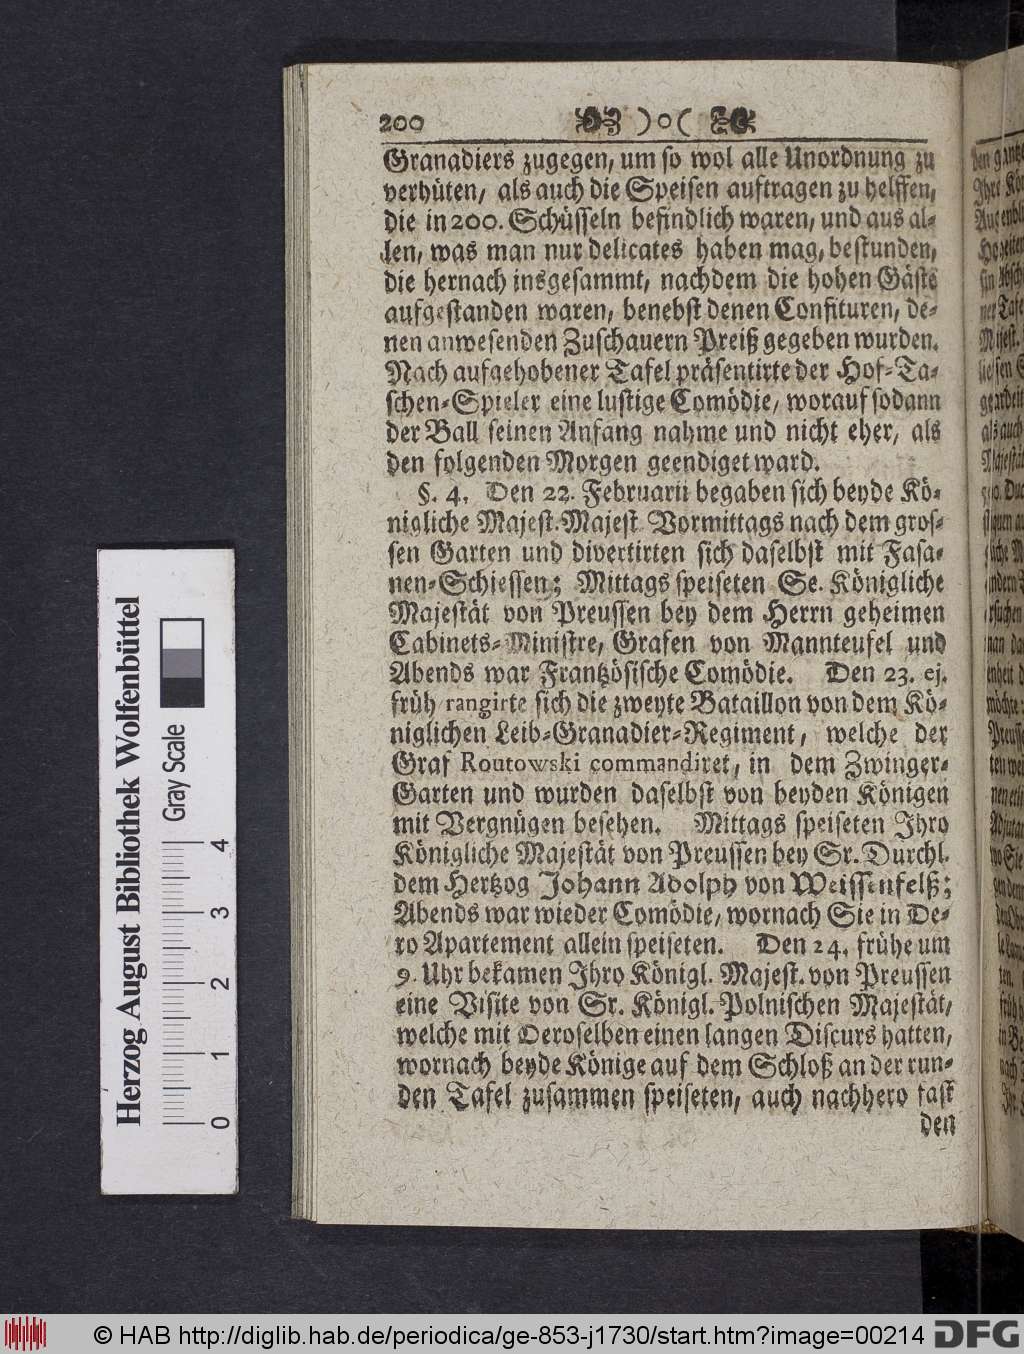 200 )o(
Granadiers zugegen, um so wol alle Unordnung zu
verhüten, als auch die Speisen auftragen zu helffen,
die in 200. Schüsseln befindlich waren, und aus al-
len, was man nur delicates haben mag, bestunden,
die hernach insgesammt, nachdem die hohen Gäste
aufgestanden waren, benebst denen Confituren, de-
nen anwesenden Zuschauern Preiß gegeben wurden.
Nach aufgehobener Tafel präsentirte der Hof-Ta-
schen-Spieler eine lustige Comödie, worauf sodann
der Ball seinen Anfang nahme und nicht eher, als
den folgenden Morgen geendiget ward.
§. 4. Den 22. Februarii begaben sich beyde Kö-
nigliche Majest. Majest. Vormittags nach dem gros-
sen Garten und divertirten sich daselbst mit Fasa-
nen-Schiessen; Mittags speiseten Se. Königliche
Majestät von Preussen bey dem Herrn geheimen
Cabinets-Ministre, Grafen von Mannteufel und
Abends war Frantzösische Comödie. Den 23. ej.
früh rangirte sich die zweyte Bataillon von dem Kö-
niglichen Leib-Granadier-Regiment, welche der
Graf Routowski commandiret, in dem Zwinger-
Garten und wurden daselbst von beyden Königen
mit Vergnügen besehen. Mittags speiseten Ihro
Königliche Majestät von Preussen bey Sr. Durchl.
dem Hertzog Johann Adolph von Weissenfelß;
Abends war wieder Comödie, wornach Sie in De-
ro Apartement allein speiseten. Den 24. frühe um
9. Uhr bekamen Ihro Königl. Majest. von Preussen
eine Visite von Sr. Königl. Polnischen Majestät,
welche mit Deroselben einen langen Discurs hatten,
wornach beyde Könige auf dem Schloß an der run-
den Tafel zusammen speiseten, auch nachhero fast
den
Herzog August Bibliothek Wolfenbüttel
Gray Scale
0 1 2 3 4
© HAB http://diglib.hab.de/periodica/ge-853-j1730/start.htm?image=00214
DFG